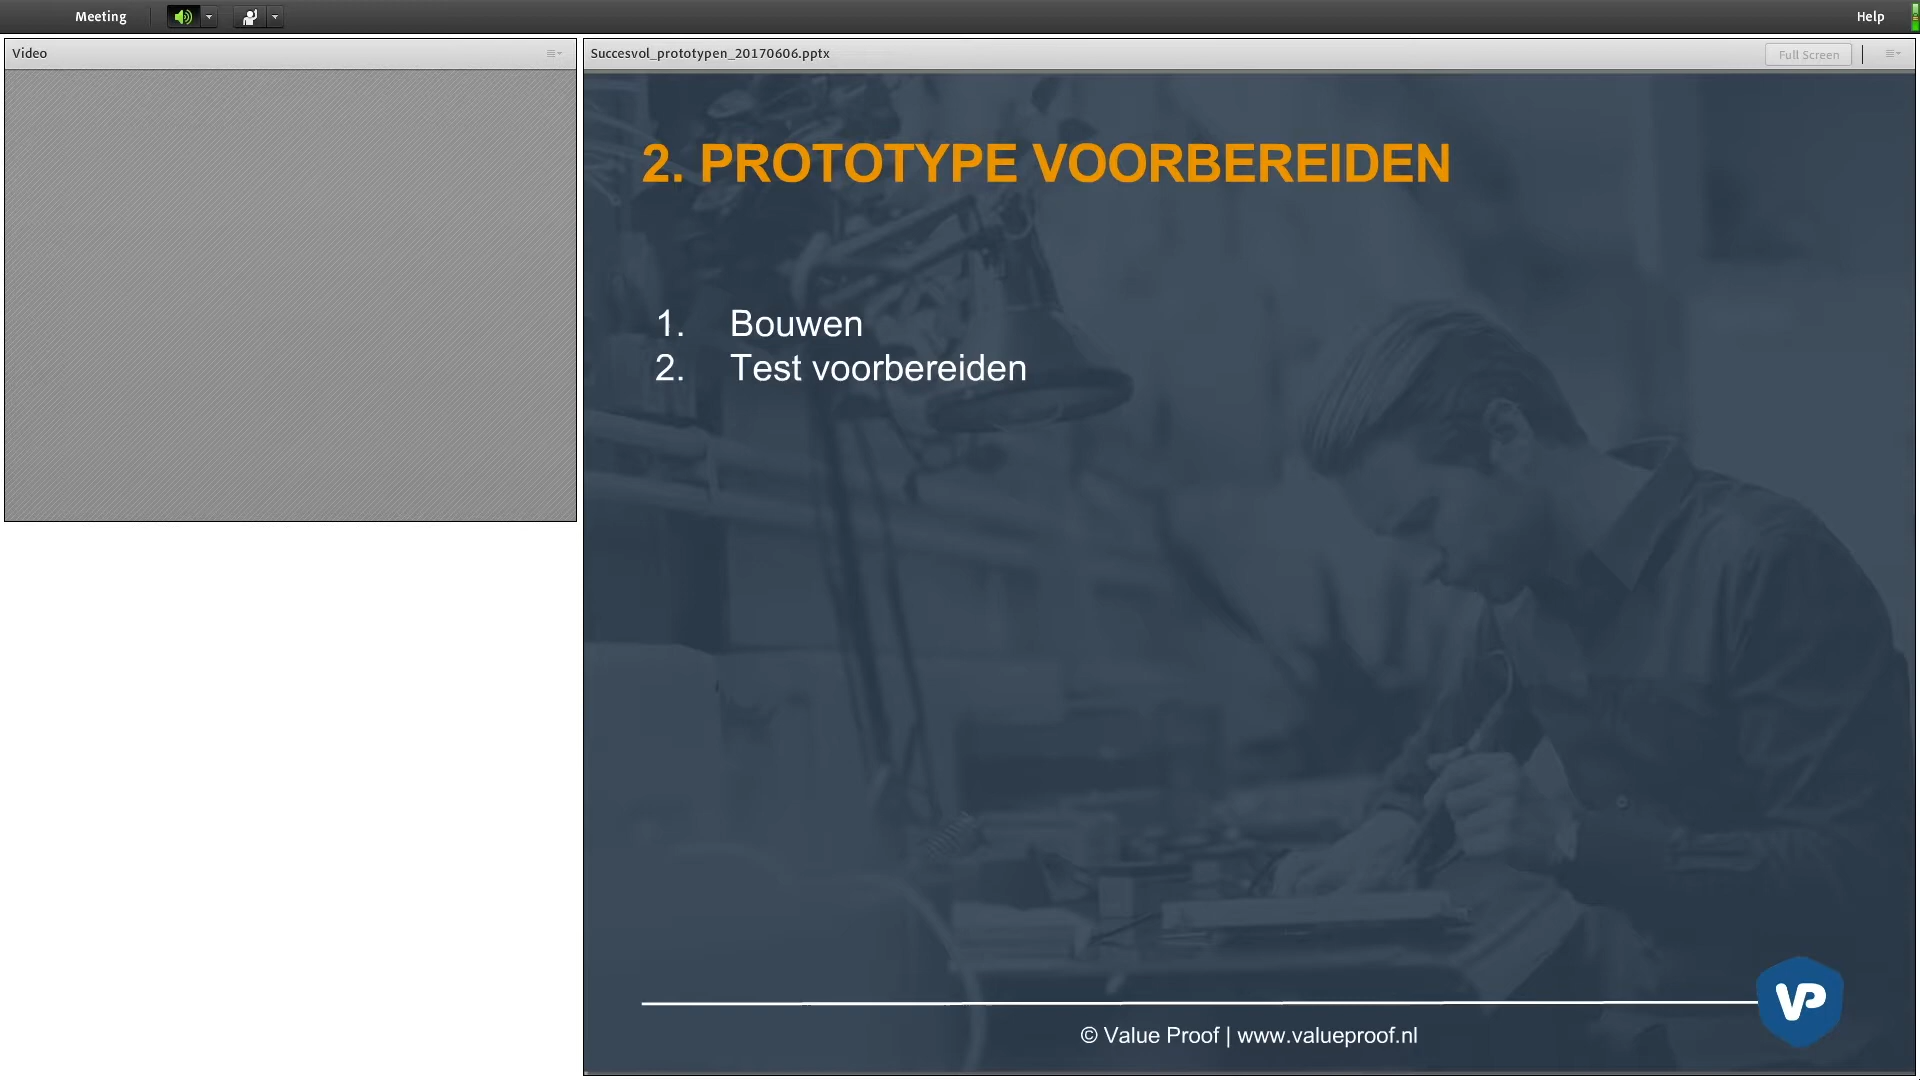 Meeting
Help
Video
Succesvol_prototypen_20170606.pptx
Full Screen
2. PROTOTYPE VOORBEREIDEN
1. Bouwen
2. Test voorbereiden
VP
© Value Proof | www.valueproof.nl